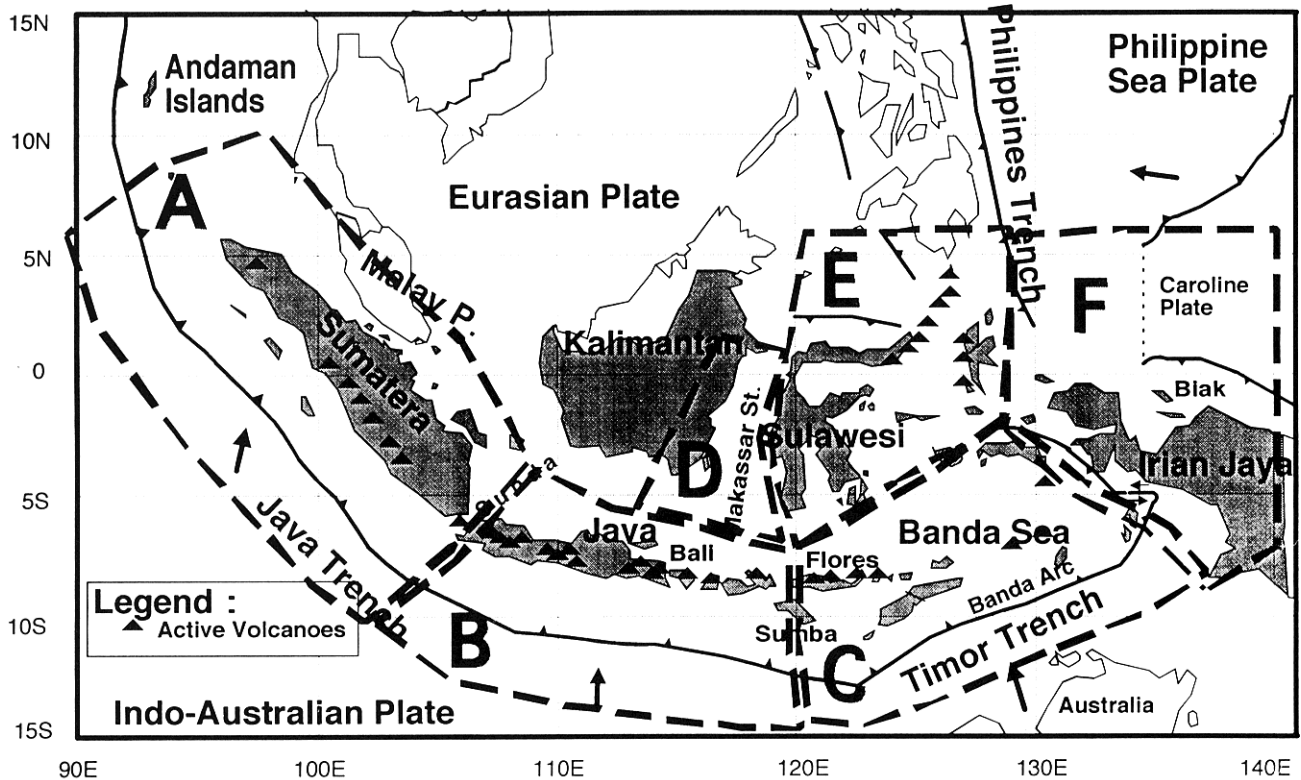 15N
10N
5N
0
5S
10S
15S
90E
100E
110E
120E
130E
140E
Andaman
Islands
Philippine
Sea Plate
Philippines Trench
Eurasian Plate
A
Malay P.
E
F
Caroline
Plate
Sumatera
Kalimantan
Biak
Makassar St.
Sulawesi
D
Irian Jaya
Sunda
Java
Bali
Flores
Banda Sea
Java Trench
Banda Arc
Legend :
Active Volcanoes
B
Sumba
C
Timor Trench
Indo-Australian Plate
Australia